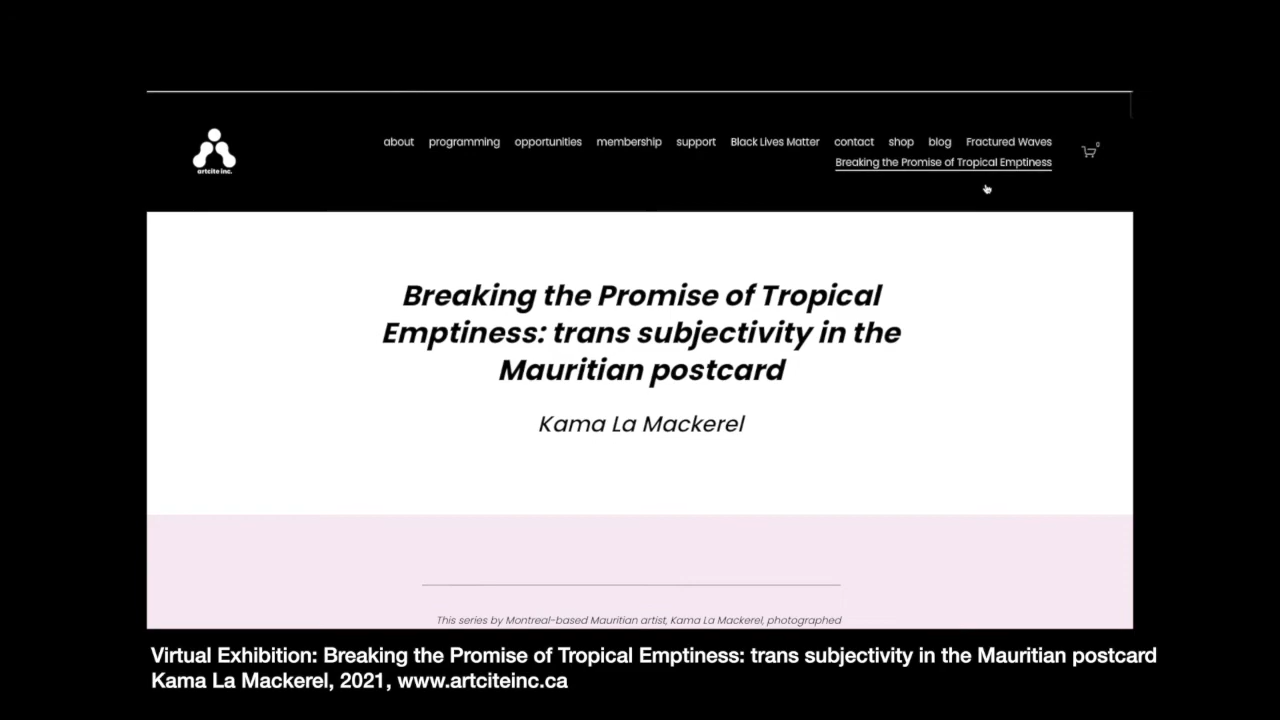 artcite inc.
about programming opportunities membership support Black Lives Matter contact shop blog Fractured Waves
Breaking the Promise of Tropical Emptiness
0
Breaking the Promise of Tropical
Emptiness: trans subjectivity in the
Mauritian postcard
Kama La Mackerel
This series by Montreal-based Mauritian artist, Kama La Mackerel, photographed
Virtual Exhibition: Breaking the Promise of Tropical Emptiness: trans subjectivity in the Mauritian postcard
Kama La Mackerel, 2021, www.artciteinc.ca